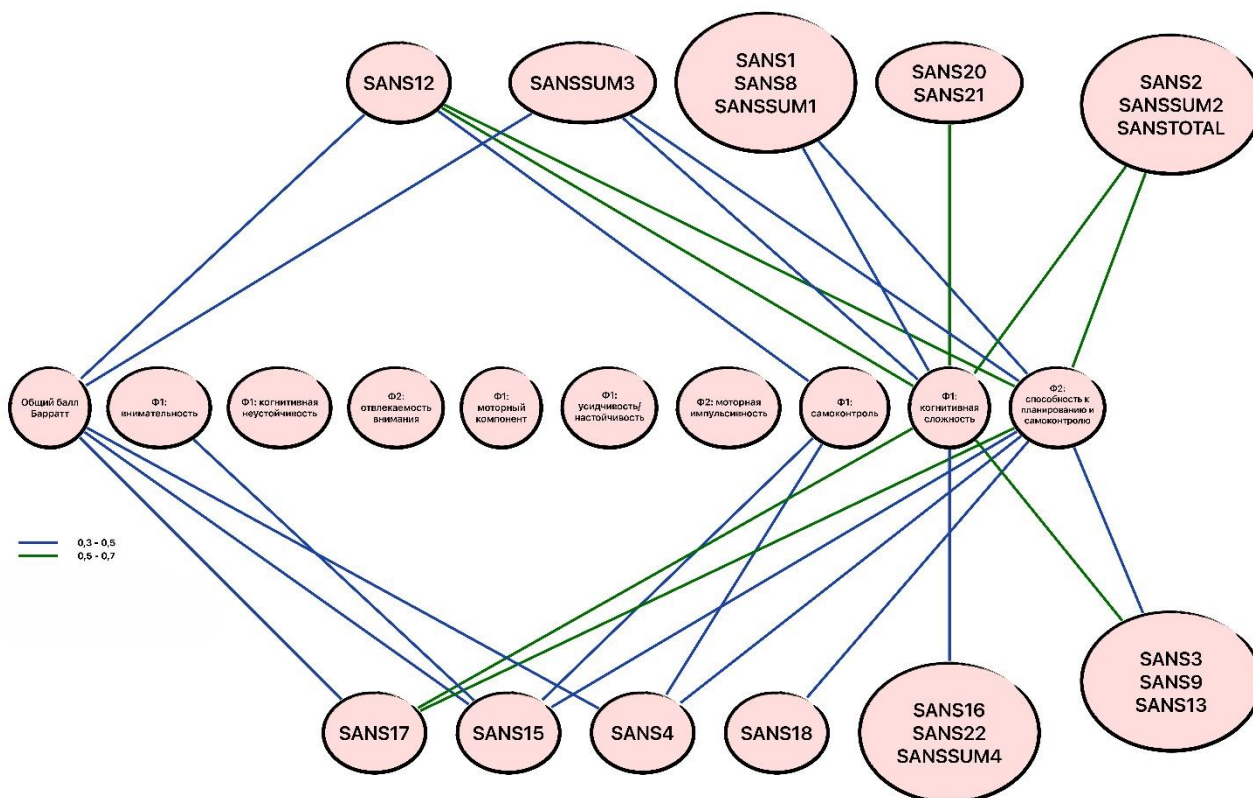 SANS12
SANSSUM3
SANS1
SANS8
SANSSUM1
SANS20
SANS21
SANS2
SANSSUM2
SANSTOTAL
Общий балл
Барратт
Ф1:
внимательность
Ф1: когнитивная
неустойчивость
Ф2:
отвлекаемость
внимания
Ф1:
моторный
компонент
Ф1:
усидчивость/
настойчивость
Ф2: моторная
импульсивность
Ф1:
самоконтроль
Ф1:
когнитивная
сложность
Ф2:
способность к
планированию и
самоконтролю
0,3 - 0,5
0,5 - 0,7
SANS17
SANS15
SANS4
SANS18
SANS16
SANS22
SANSSUM4
SANS3
SANS9
SANS13